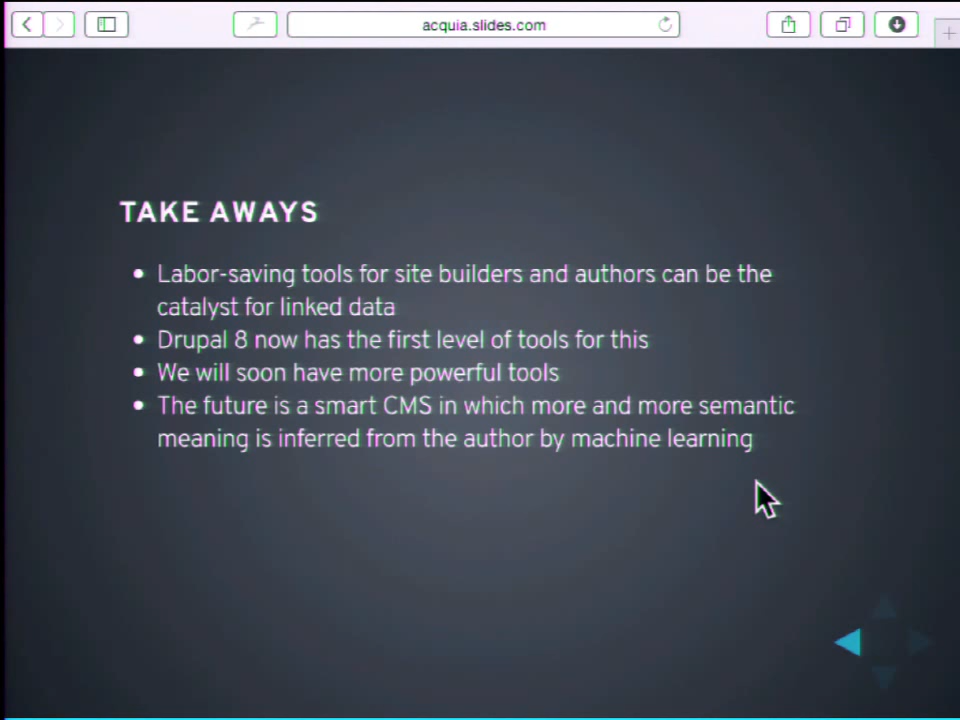 acquia.slides.com
TAKE AWAYS
• Labor-saving tools for site builders and authors can be the
catalyst for linked data
• Drupal 8 now has the first level of tools for this
• We will soon have more powerful tools
• The future is a smart CMS in which more and more semantic
meaning is inferred from the author by machine learning